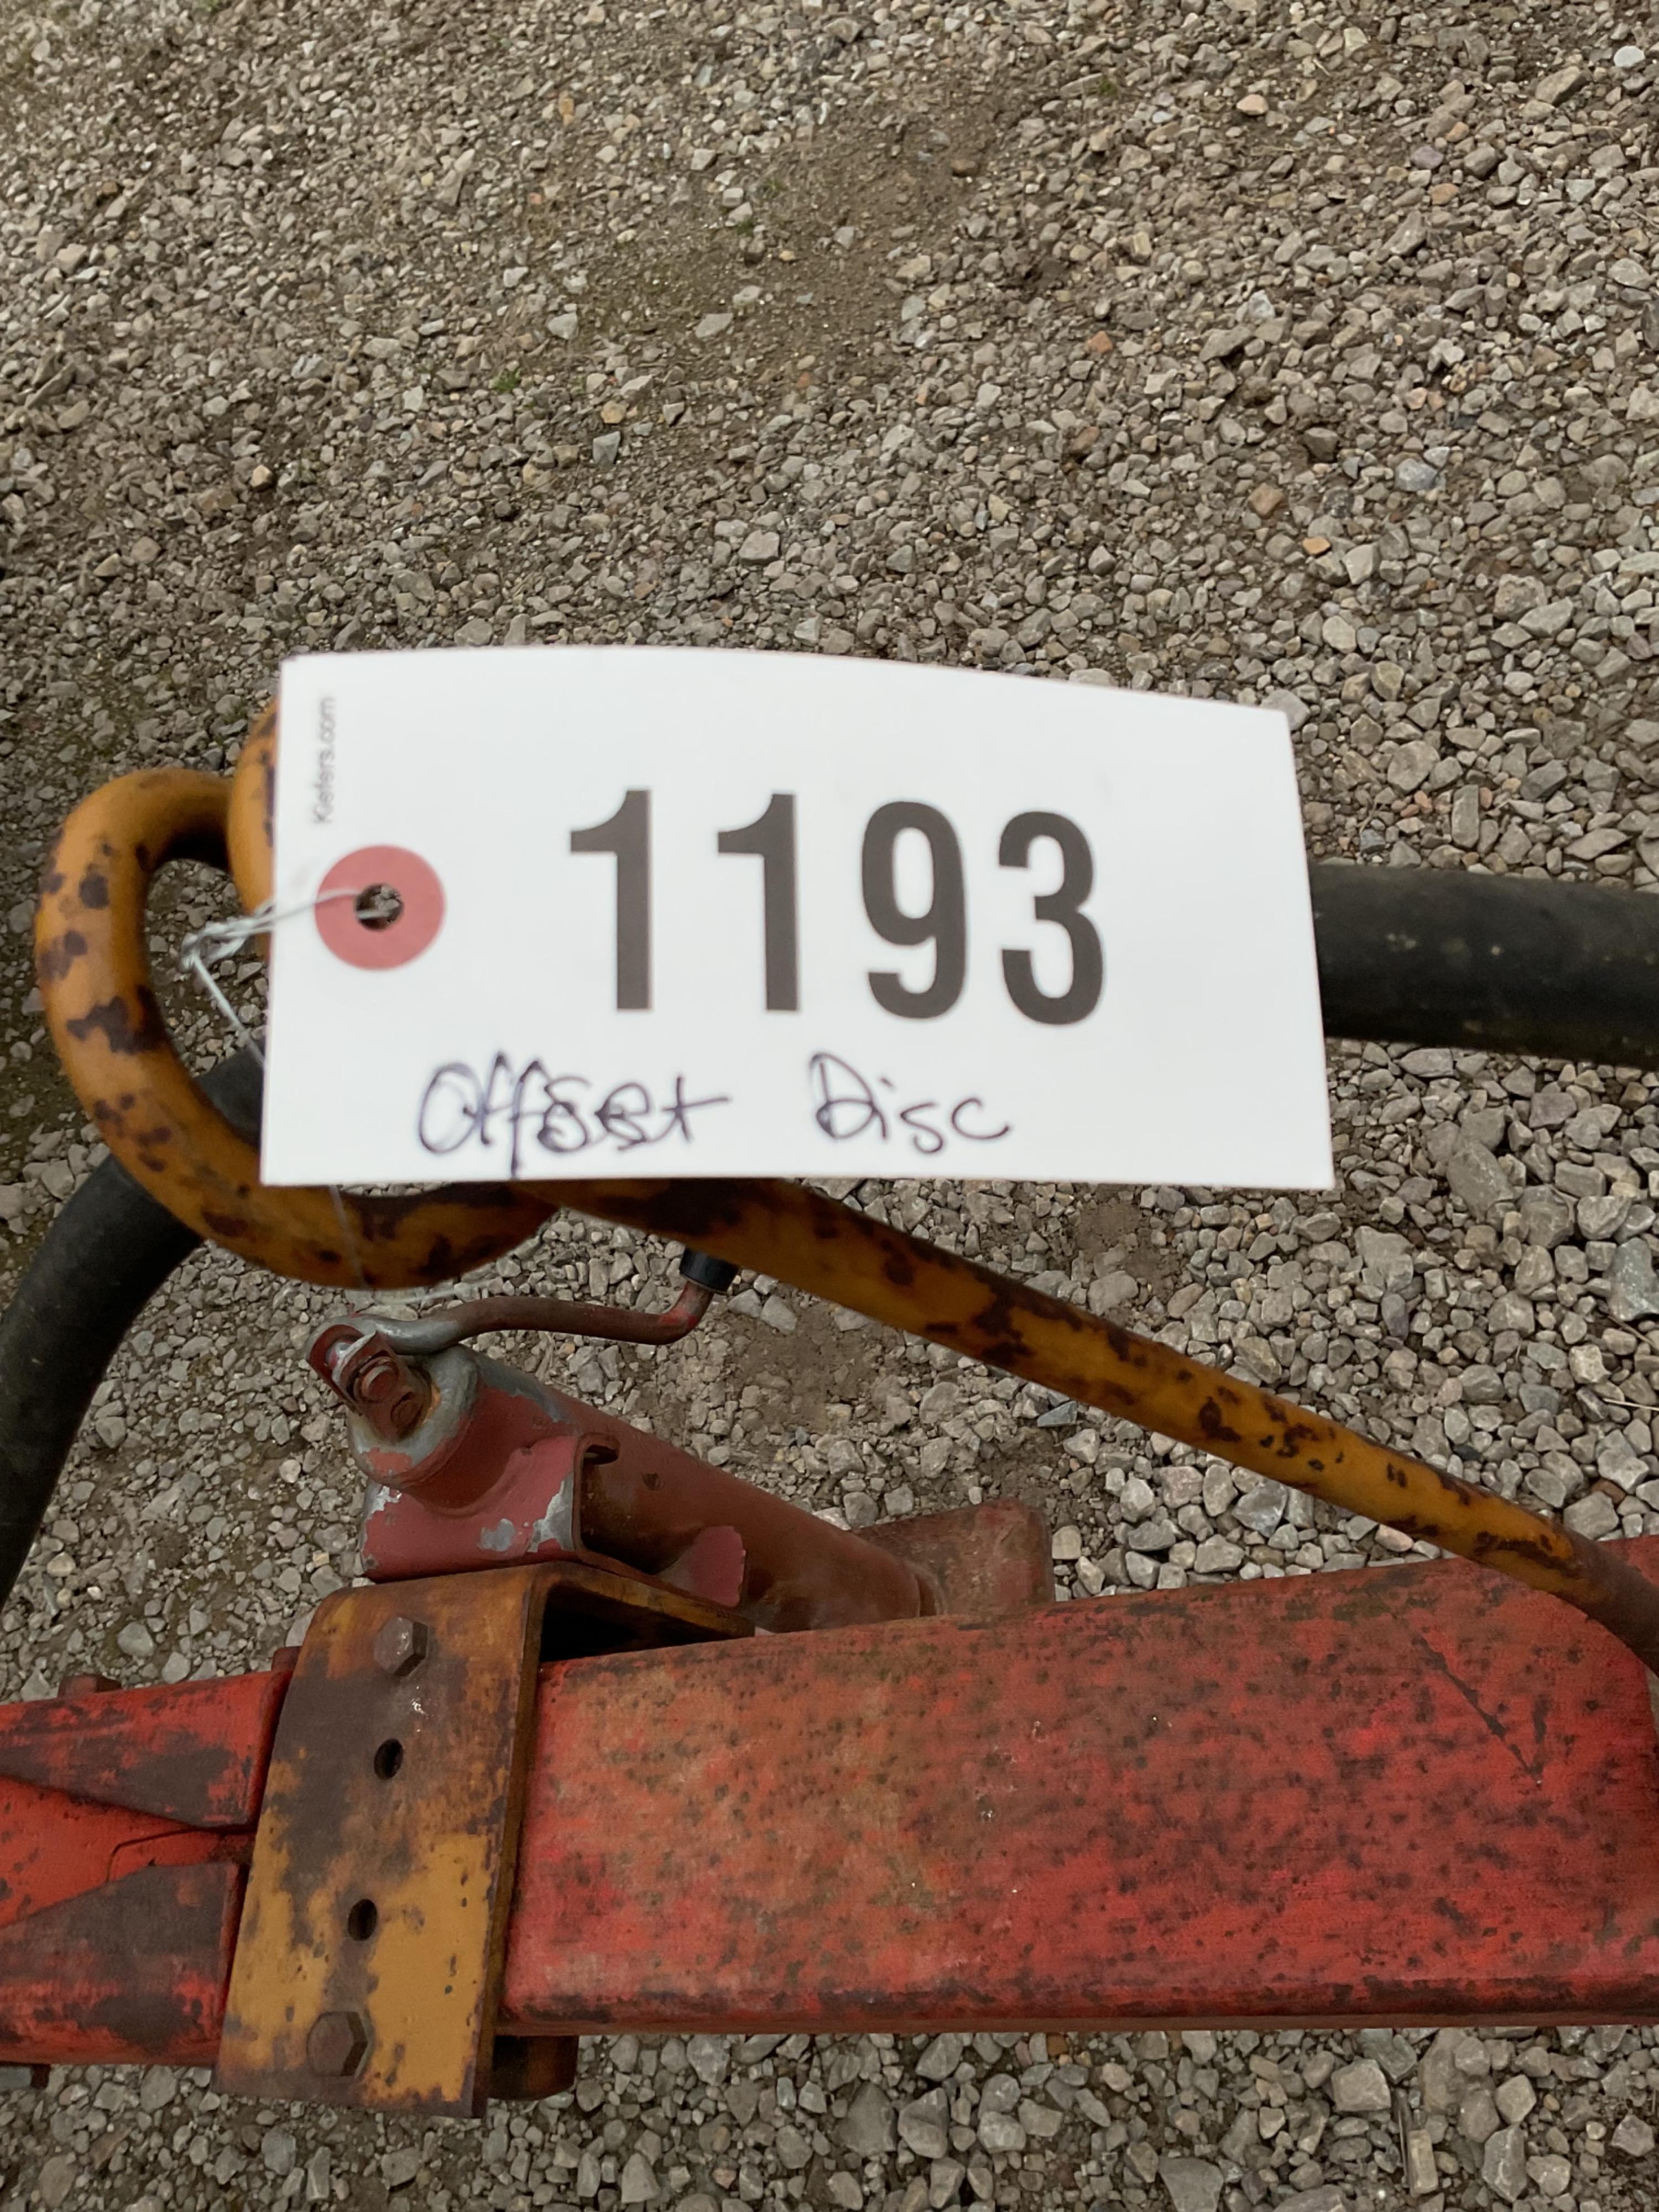 Kiefers.com
1193
Offset Disc